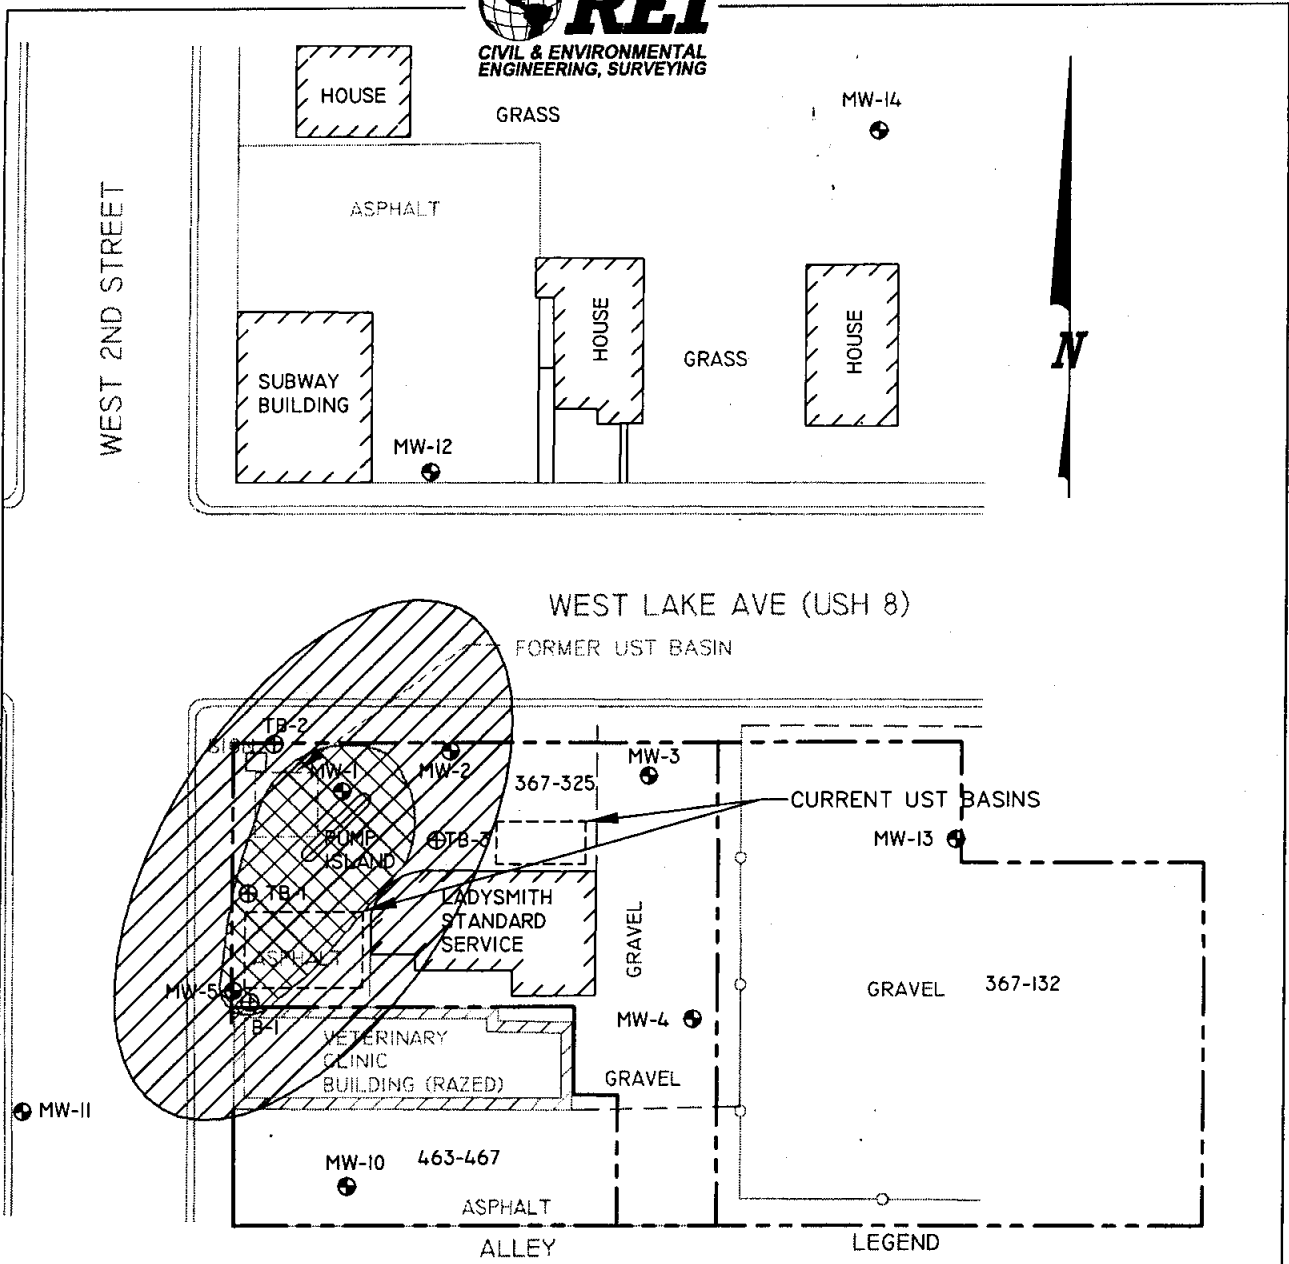 REI
CIVIL & ENVIRONMENTAL
ENGINEERING, SURVEYING
HOUSE
GRASS
MW-14
ASPHALT
WEST 2ND STREET
HOUSE
HOUSE
GRASS
N
SUBWAY
BUILDING
MW-12
WEST LAKE AVE (USH 8)
FORMER UST BASIN
TB-2
SIGN
MW-1
MW-2
MW-3
367-325
CURRENT UST BASINS
PUMP
ISLAND
TB-3
MW-13
TB-1
LADYSMITH
STANDARD
SERVICE
GRAVEL
ASPHALT
MW-5
B-1
GRAVEL
367-132
MW-4
VETERINARY
CLINIC
BUILDING (RAZED)
GRAVEL
MW-11
MW-10
463-467
ASPHALT
ALLEY
LEGEND